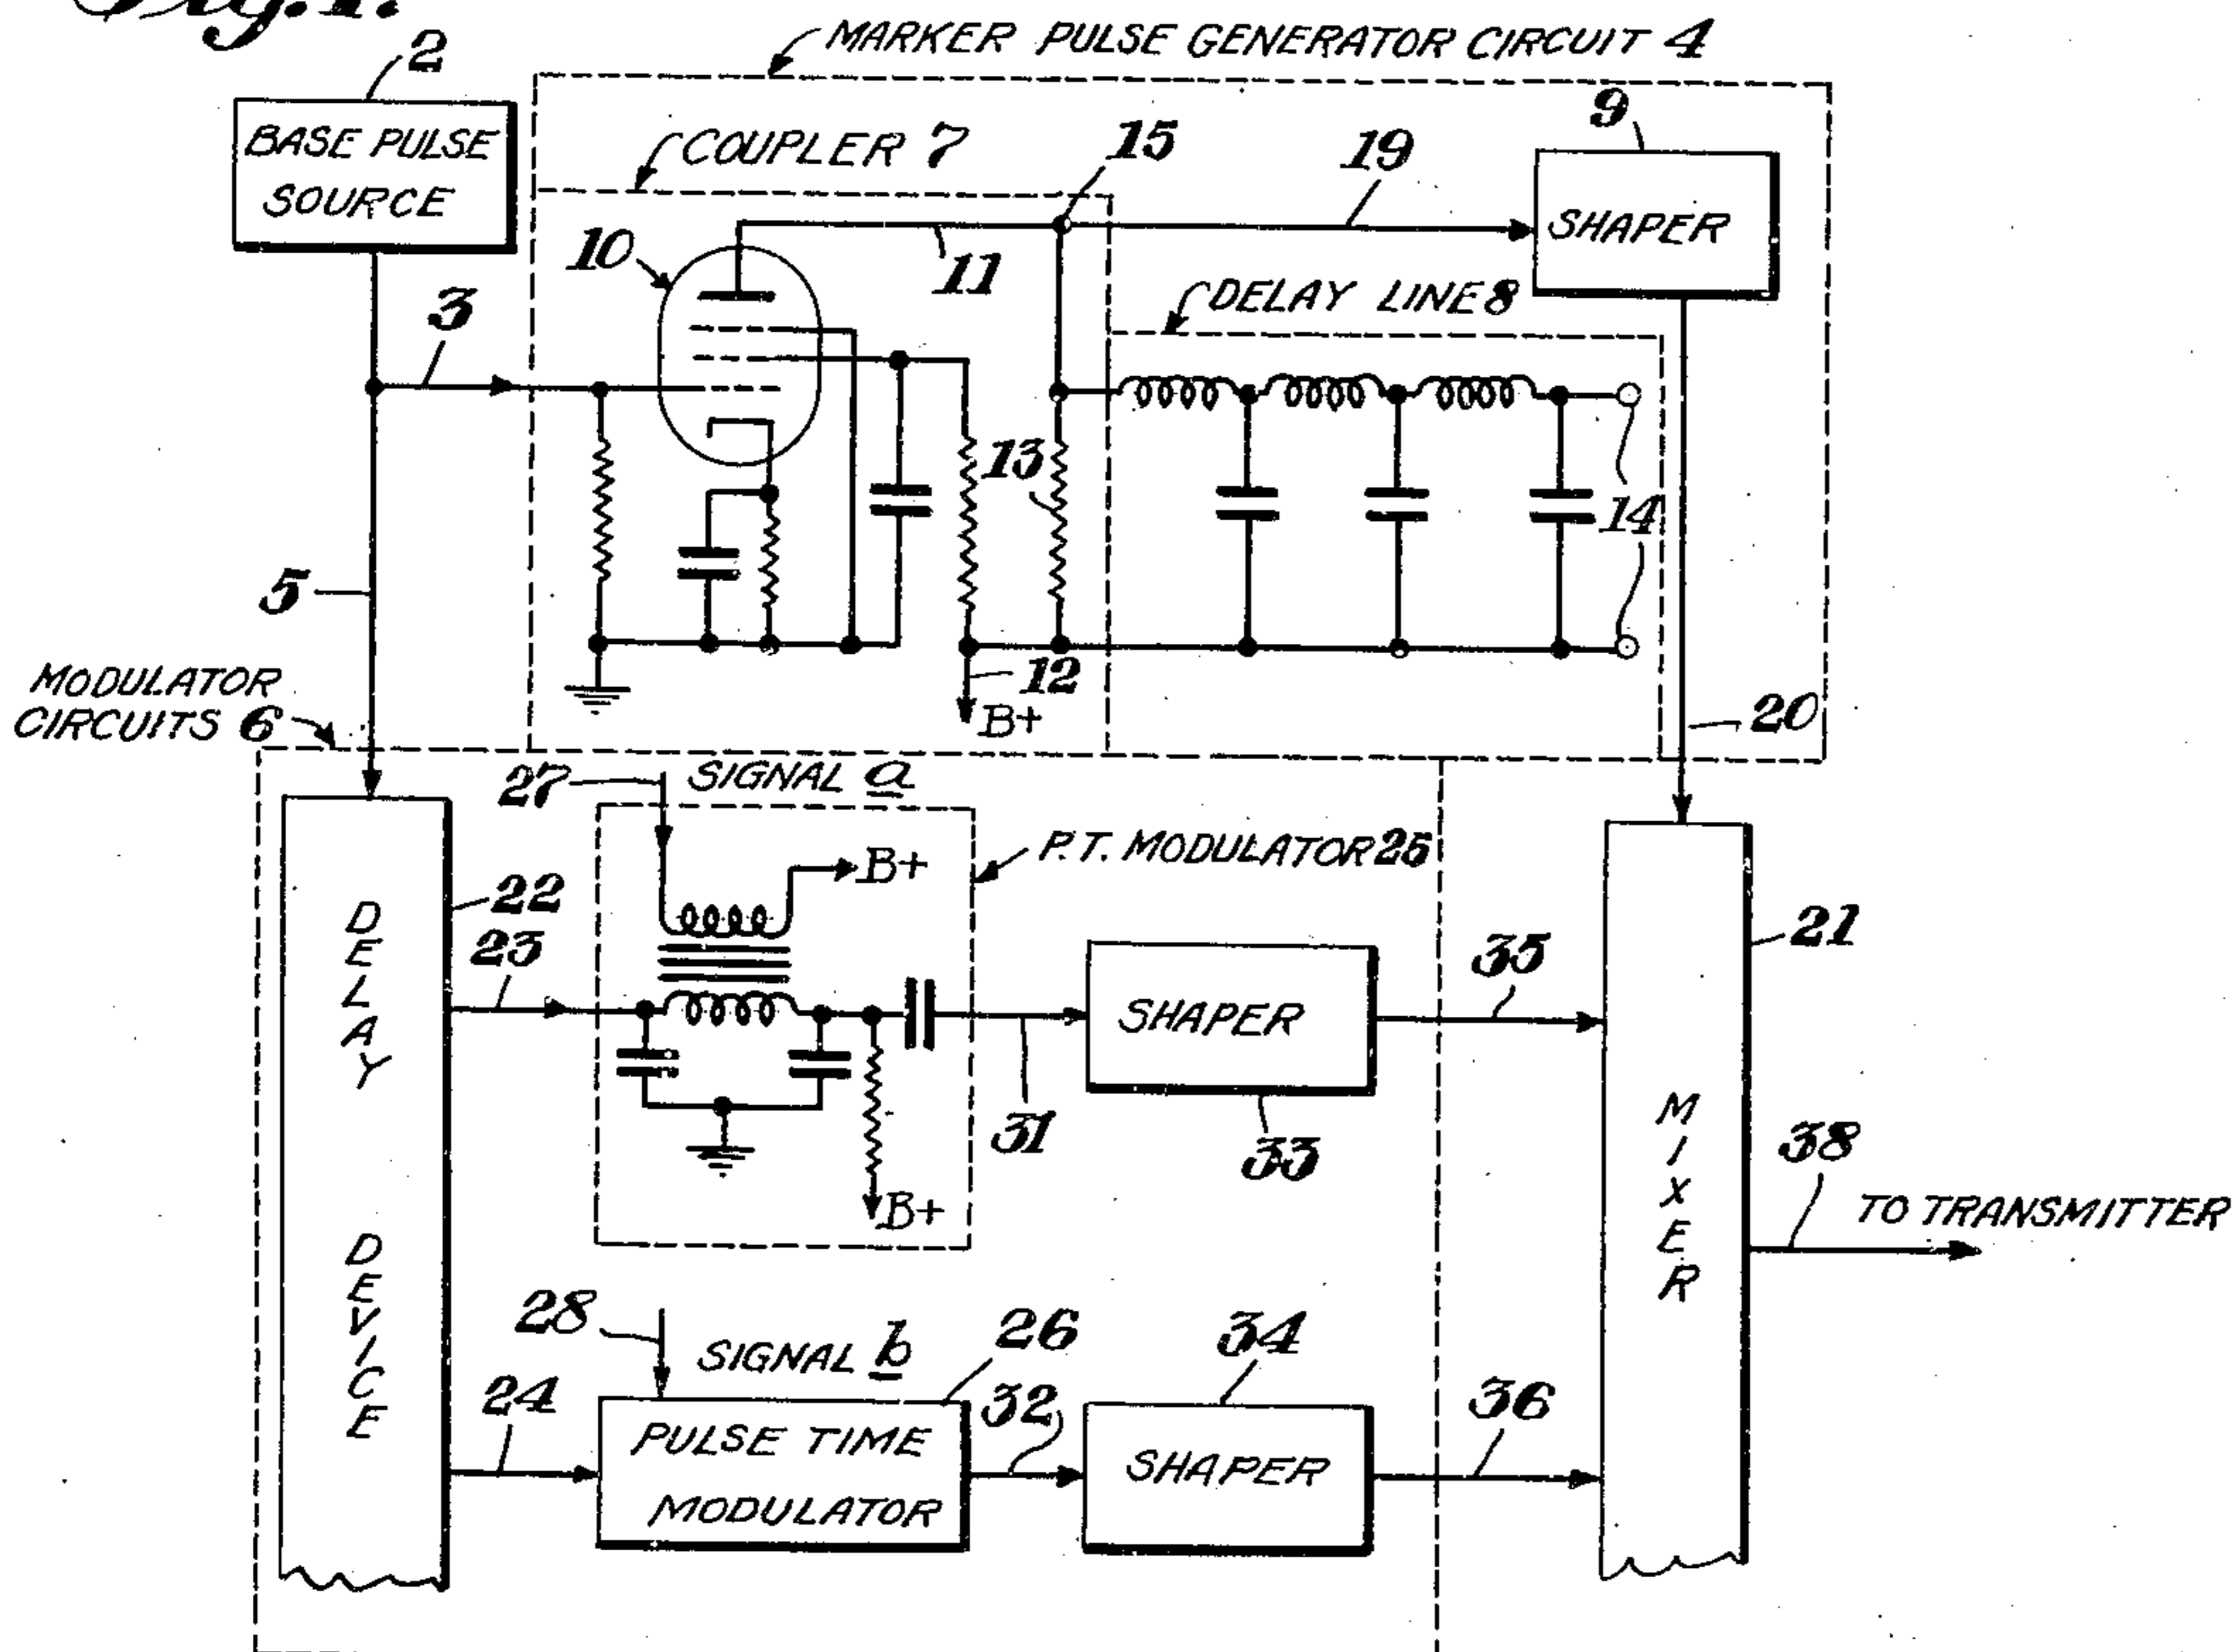 Fig. 1.
MARKER PULSE GENERATOR CIRCUIT 4
2
BASE PULSE
SOURCE
COUPLER 7
15
19
9
SHAPER
10
11
3
DELAY LINE 8
13
14
5
12
B+
20
MODULATOR
CIRCUITS 6
27
SIGNAL a
B+
P.T. MODULATOR 25
22
23
DELAY DEVICE
31
SHAPER
33
35
21
MIXER
B+
38
TO TRANSMITTER
28
SIGNAL b
26
34
24
PULSE TIME
MODULATOR
32
SHAPER
36